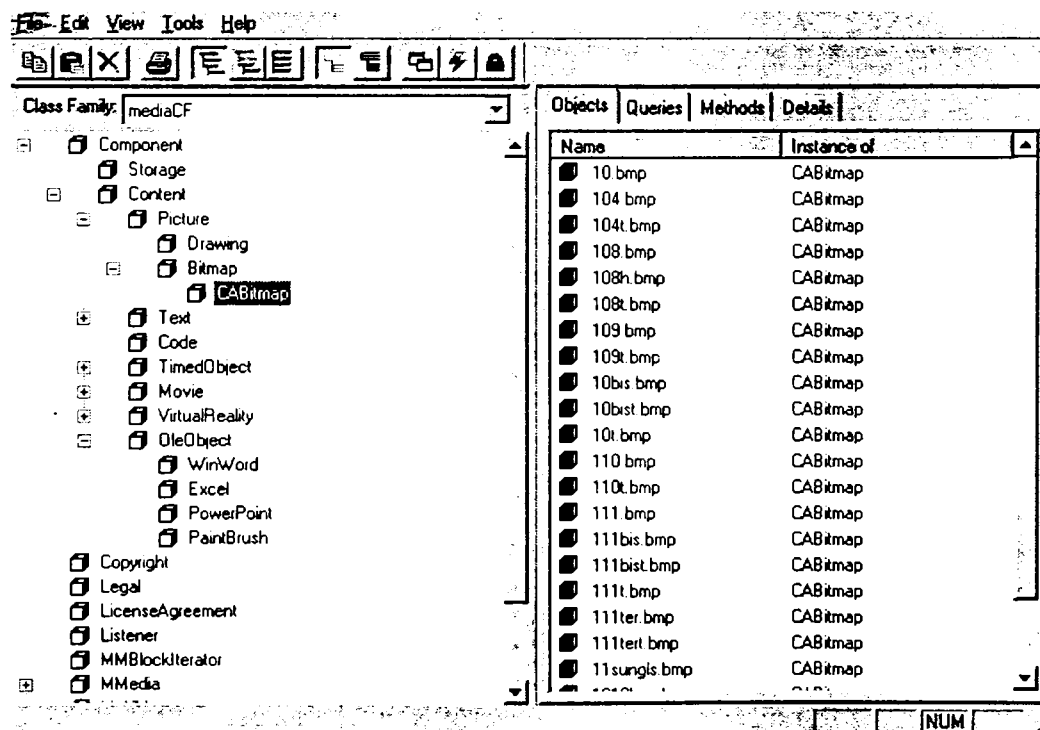 File Edit View Tools Help
Class Family: mediaCF
Component
Storage
Content
Picture
Drawing
Bitmap
CABitmap
Text
Code
TimedObject
Movie
VirtualReality
OleObject
WinWord
Excel
PowerPoint
PaintBrush
Copyright
Legal
LicenseAgreement
Listener
MMBlockIterator
MMedia
Objects Queries Methods Details
Name Instance of
10.bmp CABitmap
104.bmp CABitmap
104t.bmp CABitmap
108.bmp CABitmap
108h.bmp CABitmap
108t.bmp CABitmap
109.bmp CABitmap
109t.bmp CABitmap
10bis.bmp CABitmap
10bist.bmp CABitmap
10t.bmp CABitmap
110.bmp CABitmap
110t.bmp CABitmap
111.bmp CABitmap
111bis.bmp CABitmap
111bist.bmp CABitmap
111t.bmp CABitmap
111ter.bmp CABitmap
111tert.bmp CABitmap
11sungls.bmp CABitmap
NUM